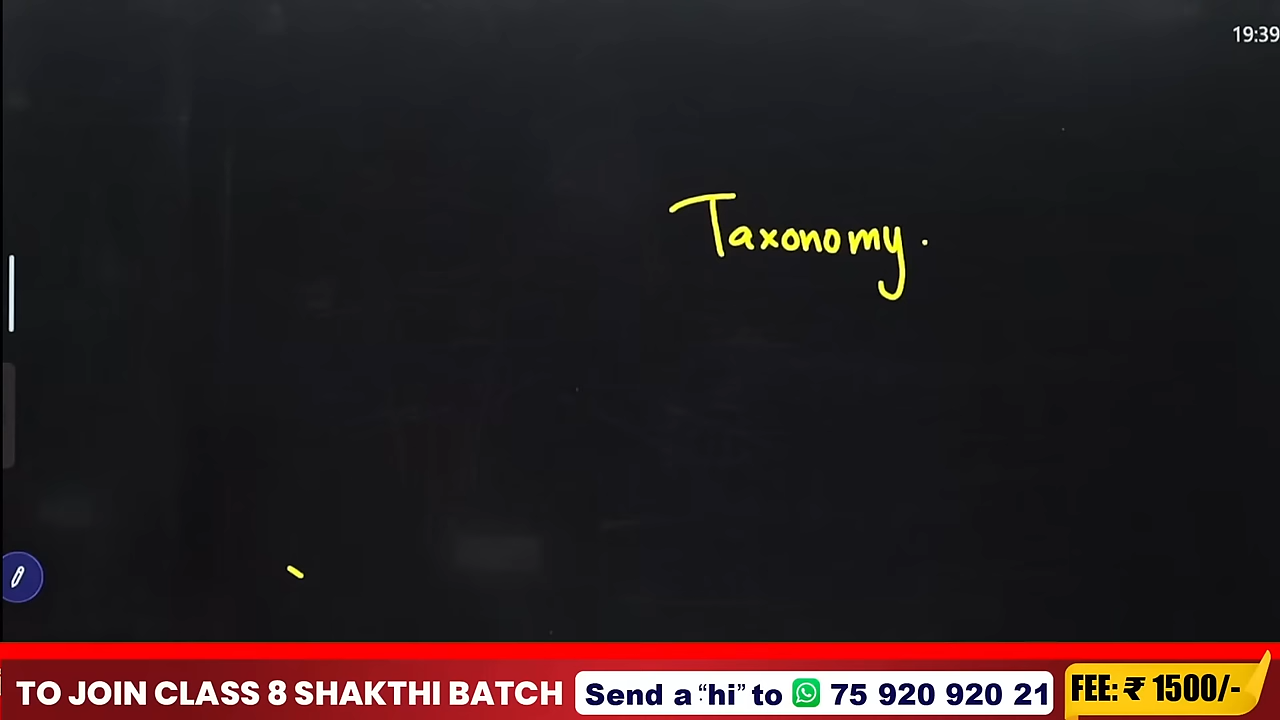 19:39
Taxonomy.
TO JOIN CLASS 8 SHAKTHI BATCH Send a “hi” to 75 920 920 21 FEE: ₹ 1500/-